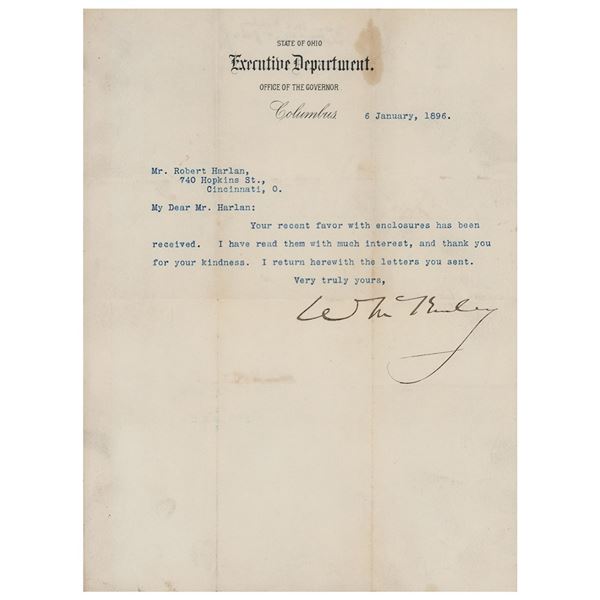 STATE OF OHIO
Executive Department.
OFFICE OF THE GOVERNOR
Columbus 6 January, 1896.
Mr. Robert Harlan,
740 Hopkins St.,
Cincinnati, O.
My Dear Mr. Harlan:
Your recent favor with enclosures has been
received. I have read them with much interest, and thank you
for your kindness. I return herewith the letters you sent.
Very truly yours,
W McKinley